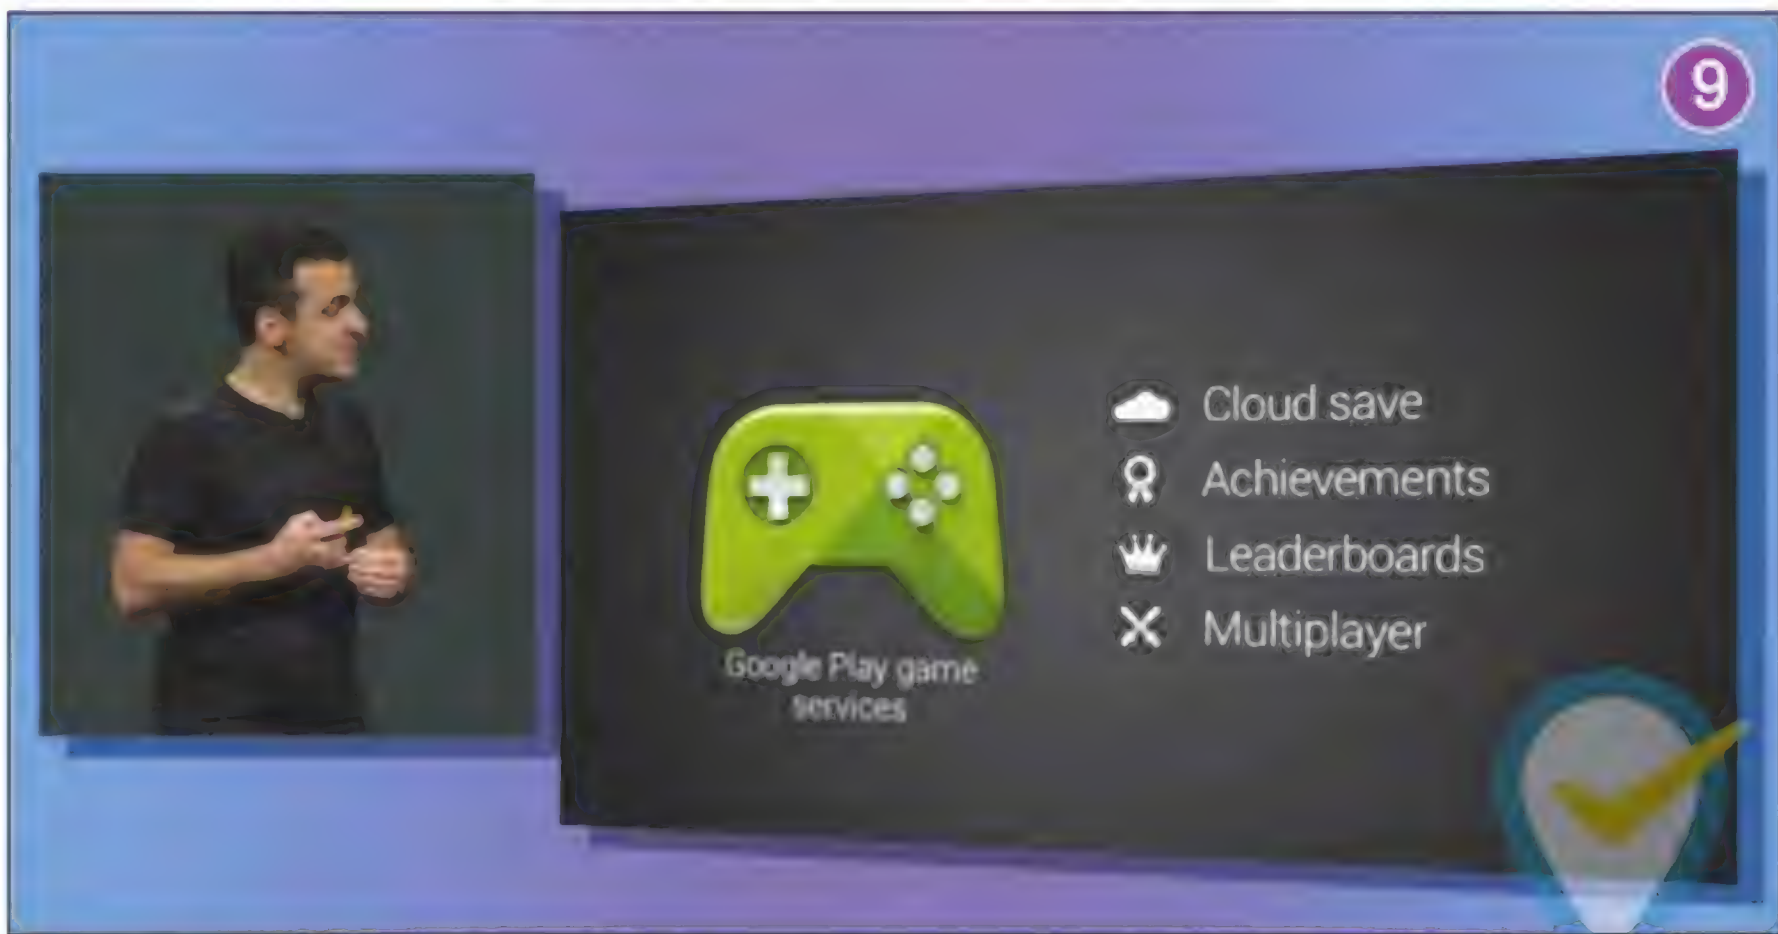 9
Cloud save
Achievements
Leaderboards
Multiplayer
Google Play game
services